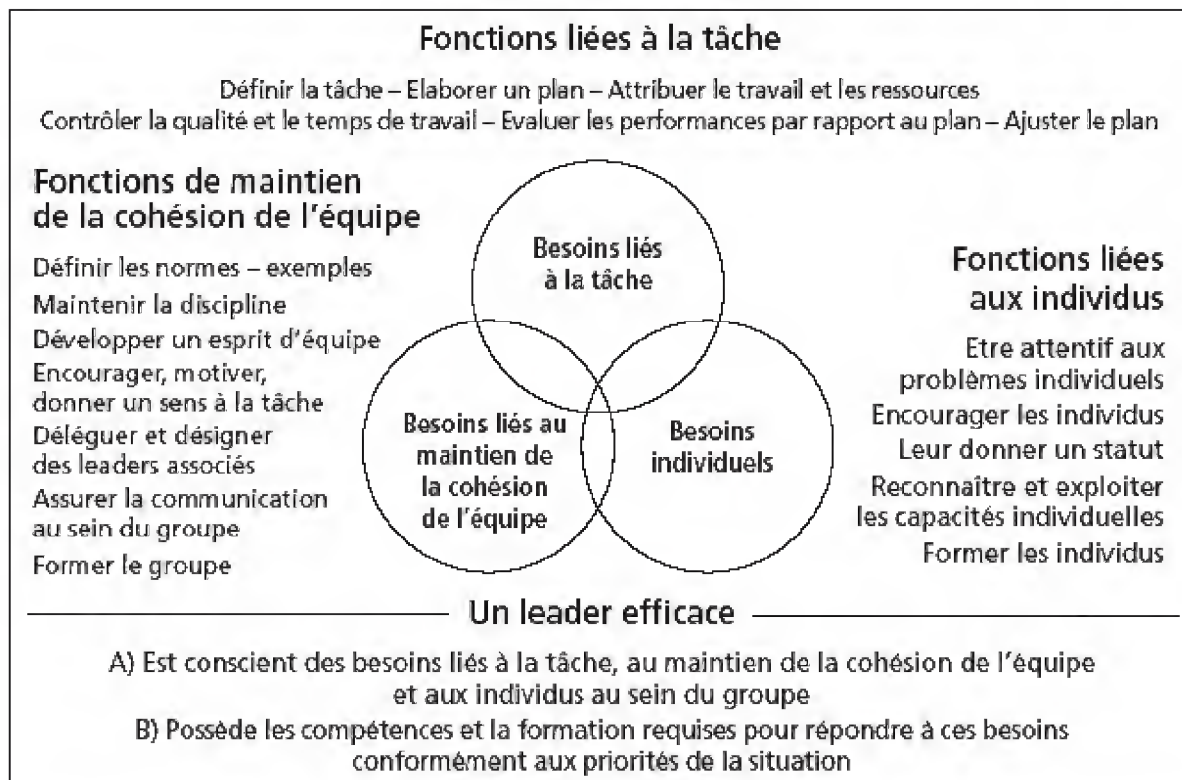 Fonctions liées à la tâche
Définir la tâche – Elaborer un plan – Attribuer le travail et les ressources
Contrôler la qualité et le temps de travail – Evaluer les performances par rapport au plan – Ajuster le plan
Fonctions de maintien
de la cohésion de l'équipe
Définir les normes – exemples
Maintenir la discipline
Développer un esprit d'équipe
Encourager, motiver,
donner un sens à la tâche
Déléguer et désigner
des leaders associés
Assurer la communication
au sein du groupe
Former le groupe
Besoins liés
à la tâche
Besoins liés au
maintien de
la cohésion
de l'équipe
Besoins
individuels
Fonctions liées
aux individus
Etre attentif aux
problèmes individuels
Encourager les individus
Leur donner un statut
Reconnaître et exploiter
les capacités individuelles
Former les individus
Un leader efficace
A) Est conscient des besoins liés à la tâche, au maintien de la cohésion de l'équipe
et aux individus au sein du groupe
B) Possède les compétences et la formation requises pour répondre à ces besoins
conformément aux priorités de la situation